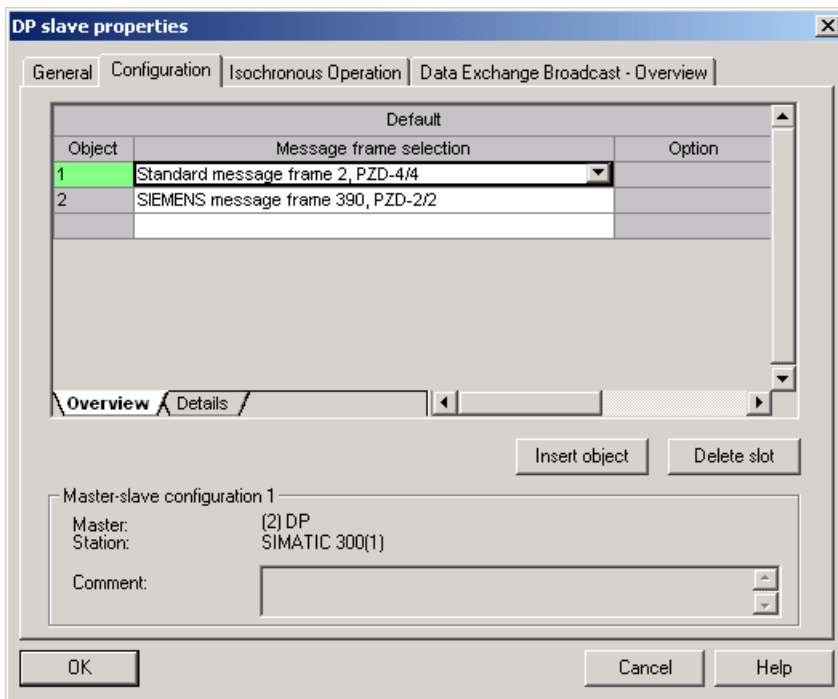 DP slave properties
General Configuration Isochronous Operation Data Exchange Broadcast - Overview
Default
Object Message frame selection Option
1 Standard message frame 2, PZD-4/4
2 SIEMENS message frame 390, PZD-2/2
Overview Details
Insert object Delete slot
Master-slave configuration 1
Master: (2) DP
Station: SIMATIC 300(1)
Comment:
OK Cancel Help